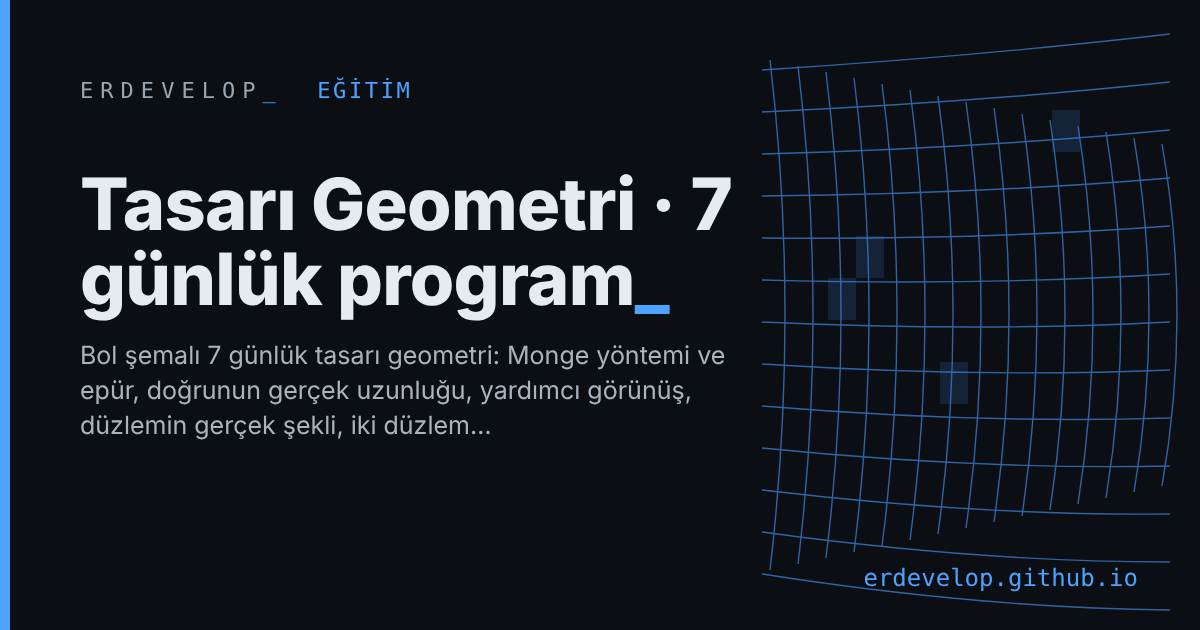 ERDEVELOP_ EĞİTİM
Tasarı Geometri · 7
günlük program_
Bol şemalı 7 günlük tasarı geometri: Monge yöntemi ve
epür, doğrunun gerçek uzunluğu, yardımcı görünüş,
düzlemin gerçek şekli, iki düzlem...
erdevelop.github.io